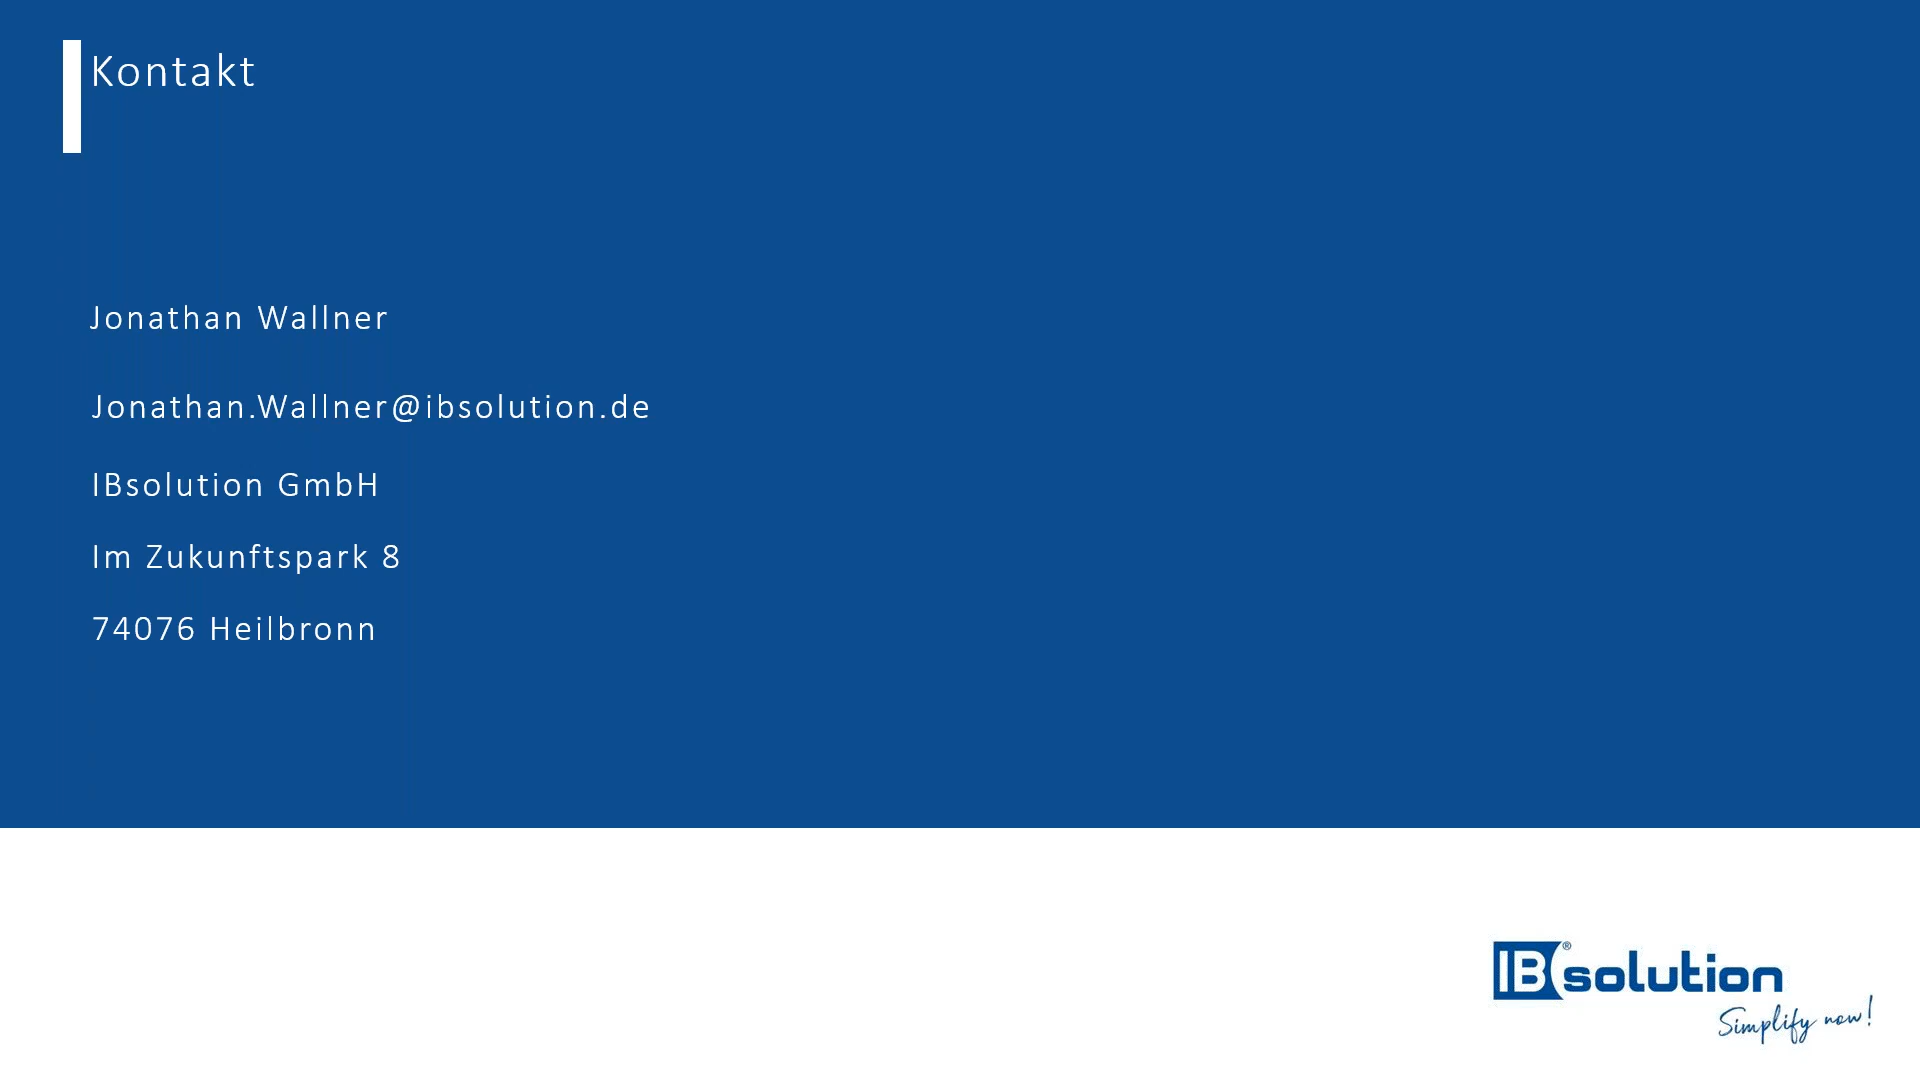 Kontakt
Jonathan Wallner
Jonathan.Wallner@ibsolution.de
IBsolution GmbH
Im Zukunftspark 8
74076 Heilbronn
IBsolution®
Simplify now!